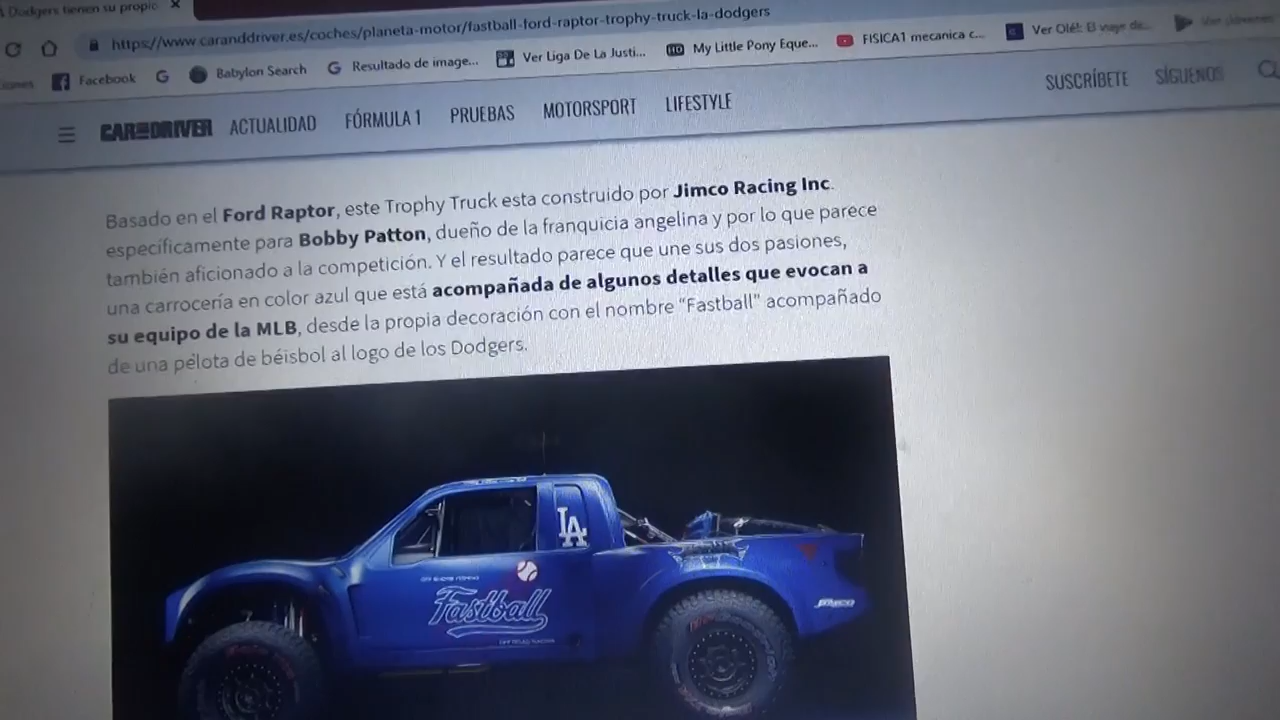 Dodgers tienen su propio
https://www.caranddriver.es/coches/planeta-motor/fastball-ford-raptor-trophy-truck-la-dodgers
Facebook Babylon Search Resultado de image... Ver Liga De La Justi... My Little Pony Eque... FISICA1 mecanica c... Ver Olé!: El viaje de...
CAR AND DRIVER ACTUALIDAD FÓRMULA 1 PRUEBAS MOTORSPORT LIFESTYLE SUSCRÍBETE SÍGUENOS
Basado en el Ford Raptor, este Trophy Truck esta construido por Jimco Racing Inc.
específicamente para Bobby Patton, dueño de la franquicia angelina y por lo que parece
también aficionado a la competición. Y el resultado parece que une sus dos pasiones,
una carrocería en color azul que está acompañada de algunos detalles que evocan a
su equipo de la MLB, desde la propia decoración con el nombre "Fastball" acompañado
de una pelota de béisbol al logo de los Dodgers.
LA
Fastball
JIMCO